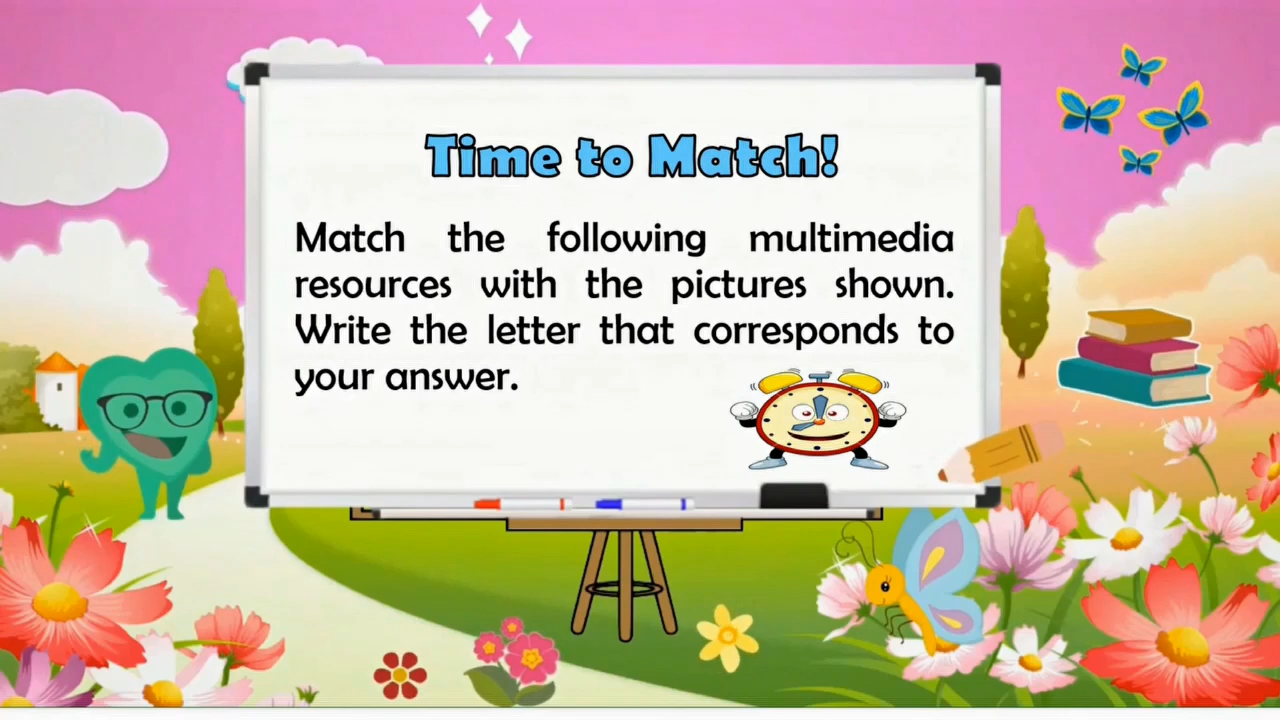 Time to Match!
Match the following multimedia
resources with the pictures shown.
Write the letter that corresponds to
your answer.